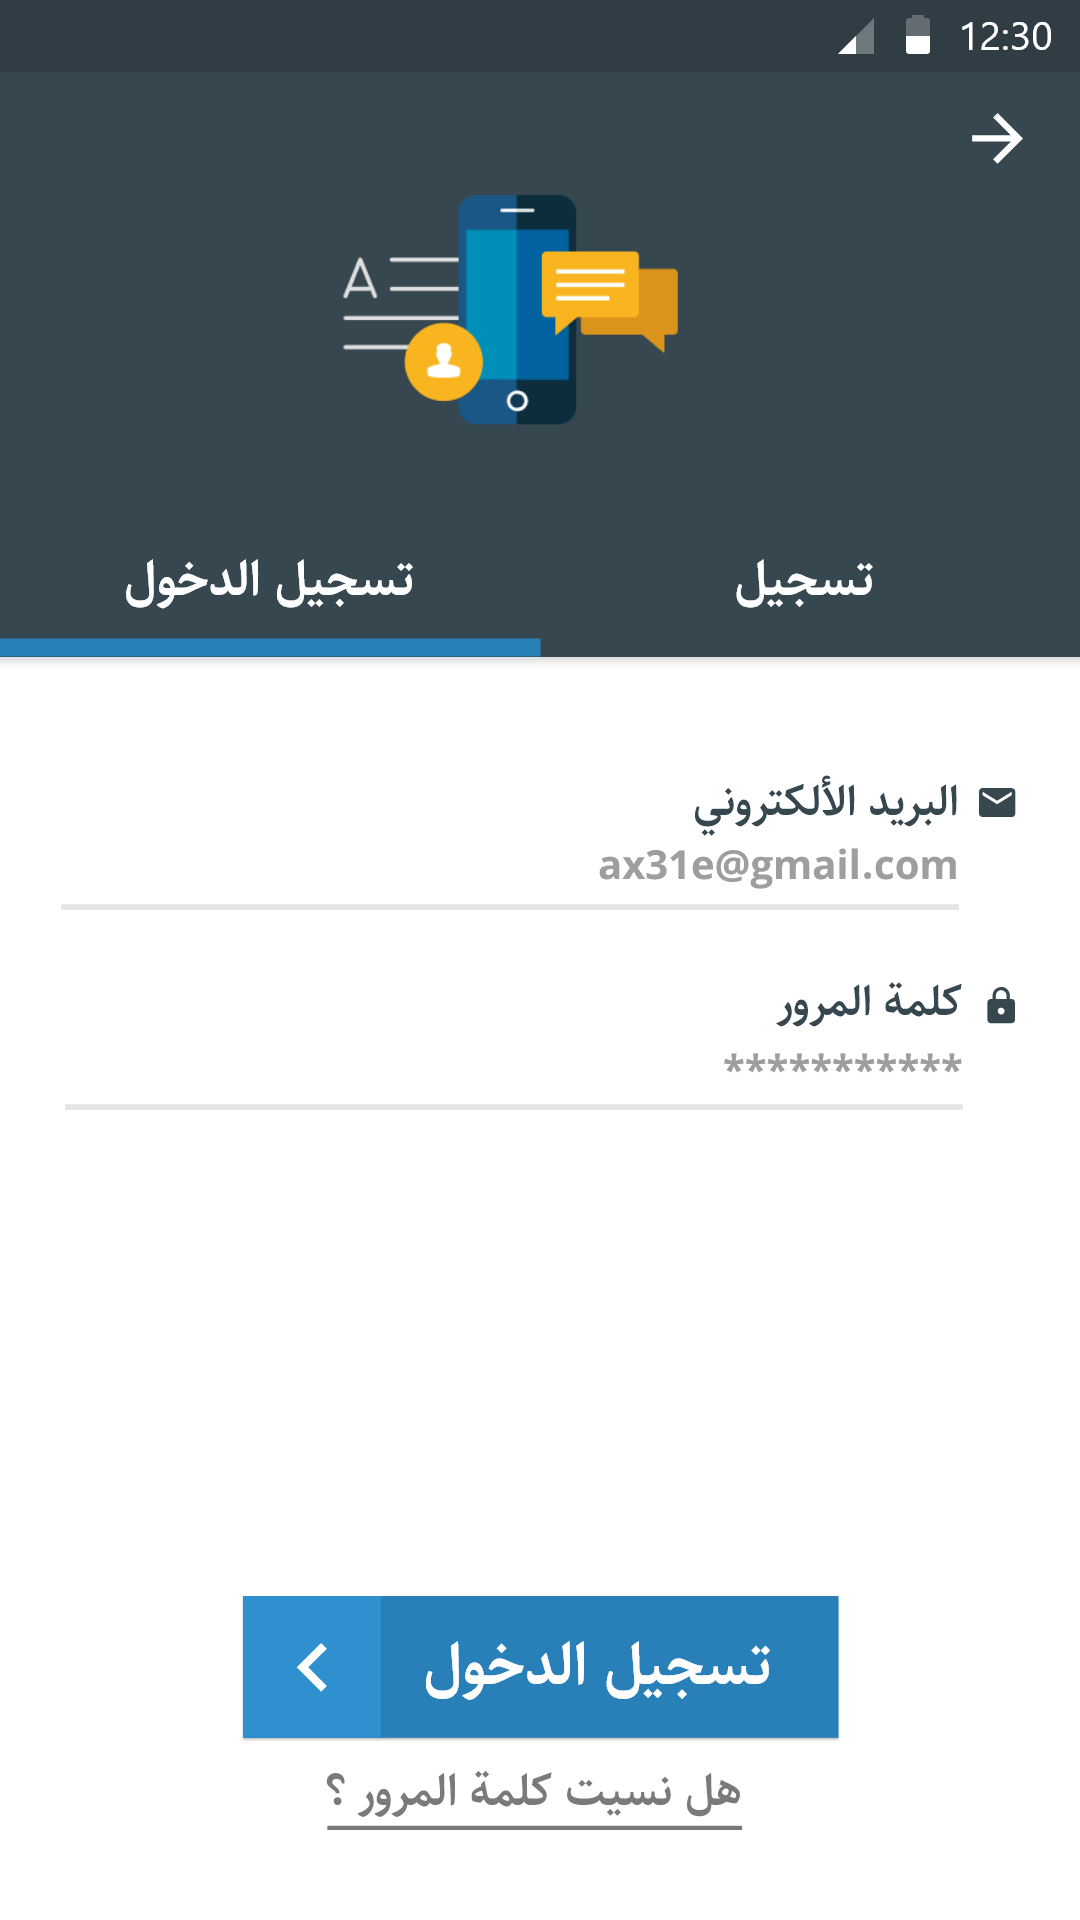 12:30
A
تسجيل
تسجيل الدخول
البريد الألكتروني
ax31e@gmail.com
كلمة المرور
***********
تسجيل الدخول
هل نسيت كلمة المرور ؟